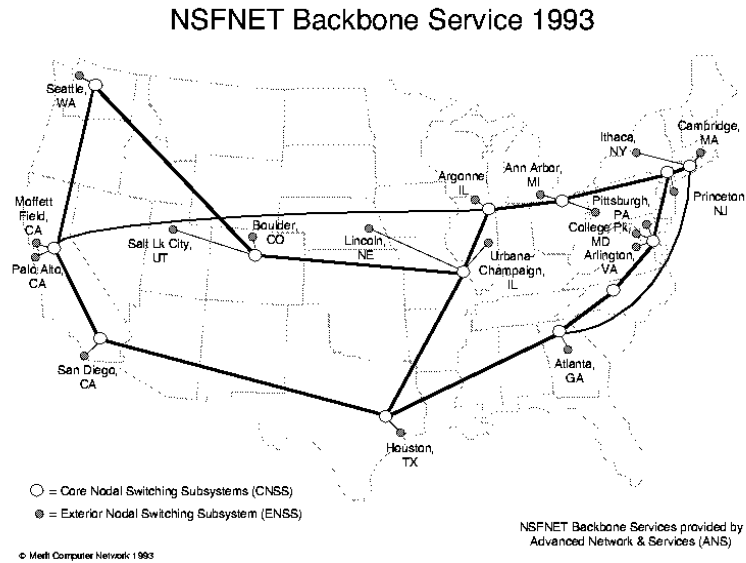 NSFNET Backbone Service 1993
Seattle,
WA
Cambridge,
MA
Ithaca,
NY
Ann Arbor,
MI
Argonne
IL
Princeton
NJ
Pittsburgh,
PA
College Pk,
MD
Arlington,
VA
Moffett
Field,
CA
Salt Lk City,
UT
Boulder,
CO
Lincoln,
NE
Urbana-
Champaign,
IL
Palo Alto,
CA
San Diego,
CA
Atlanta,
GA
Houston,
TX
= Core Nodal Switching Subsystems (CNSS)
= Exterior Nodal Switching Subsystem (ENSS)
NSFNET Backbone Services provided by
Advanced Network & Services (ANS)
© Merit Computer Network 1993